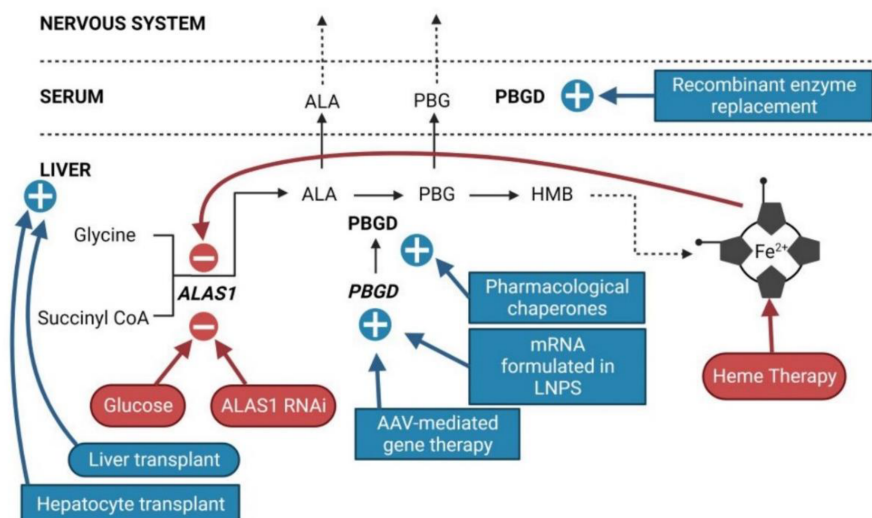 NERVOUS SYSTEM
SERUM
ALA
PBG
PBGD
+
Recombinant enzyme
replacement
LIVER
+
Glycine
Succinyl CoA
−
ALAS1
−
ALA
PBG
HMB
PBGD
+
PBGD
+
Fe²⁺
Pharmacological
chaperones
mRNA
formulated in
LNPS
AAV-mediated
gene therapy
Heme Therapy
Glucose
ALAS1 RNAi
Liver transplant
Hepatocyte transplant